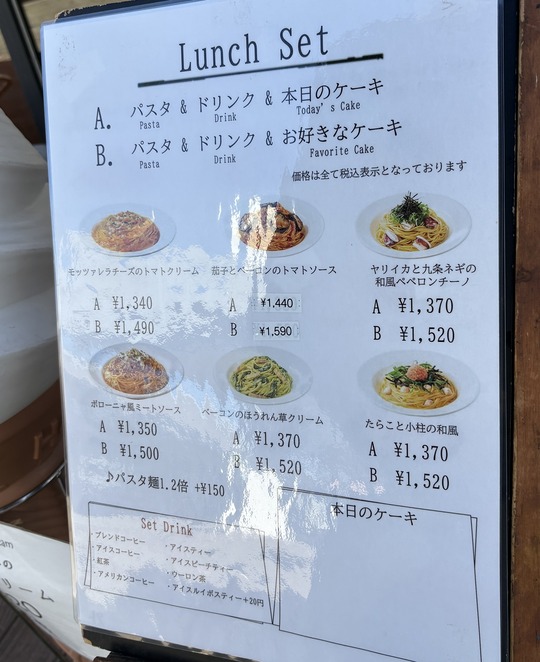 Lunch Set
A. パスタ & ドリンク & 本日のケーキ
Pasta Drink Today's Cake
B. パスタ & ドリンク & お好きなケーキ
Pasta Drink Favorite Cake
価格は全て税込表示となっております
モッツァレラチーズのトマトクリーム
A ¥1,340
B ¥1,490
茄子とベーコンのトマトソース
A ¥1,440
B ¥1,590
ヤリイカと九条ネギの
和風ペペロンチーノ
A ¥1,370
B ¥1,520
ボローニャ風ミートソース
A ¥1,350
B ¥1,500
ベーコンのほうれん草クリーム
A ¥1,370
B ¥1,520
たらこと小柱の和風
A ¥1,370
B ¥1,520
♪パスタ麺1.2倍 +¥150
Set Drink
・ブレンドコーヒー
・アイスコーヒー
・紅茶
・アメリカンコーヒー
・アイスティー
・アイスピーチティー
・ウーロン茶
・アイスルイボスティー+20円
本日のケーキ
の
リーム